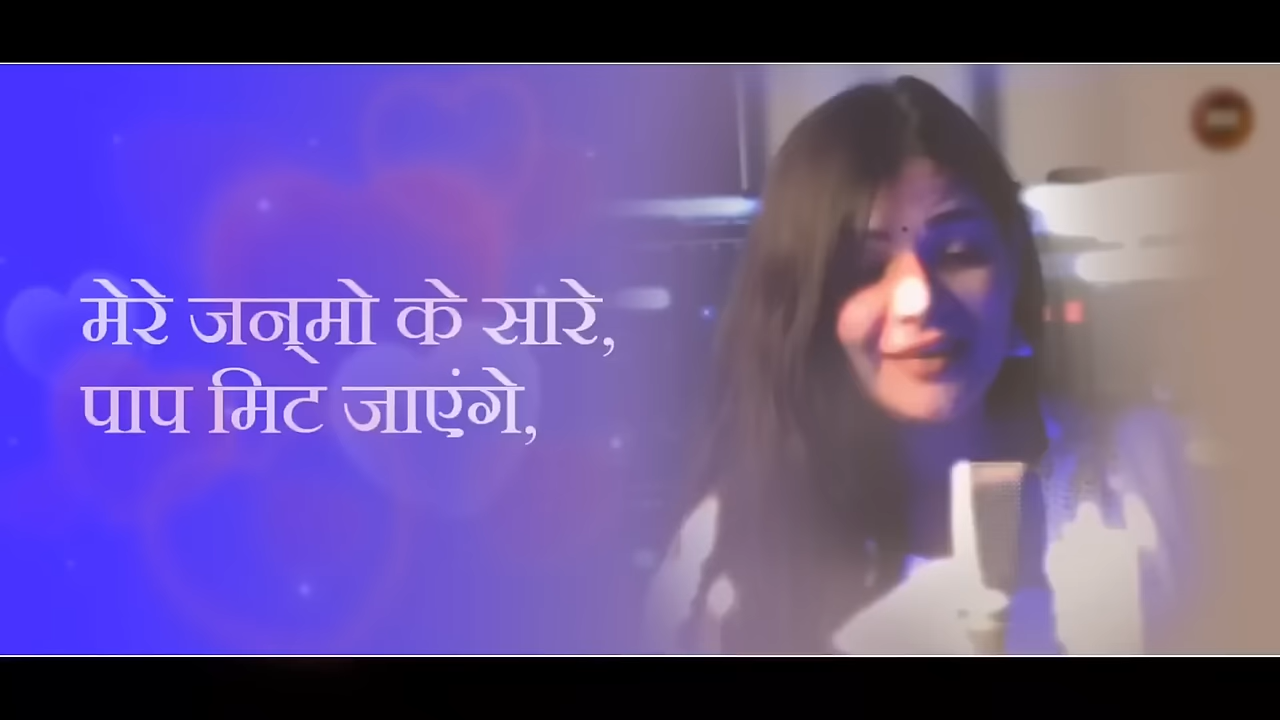 मेरे जन्मो के सारे,
पाप मिट जाएंगे,